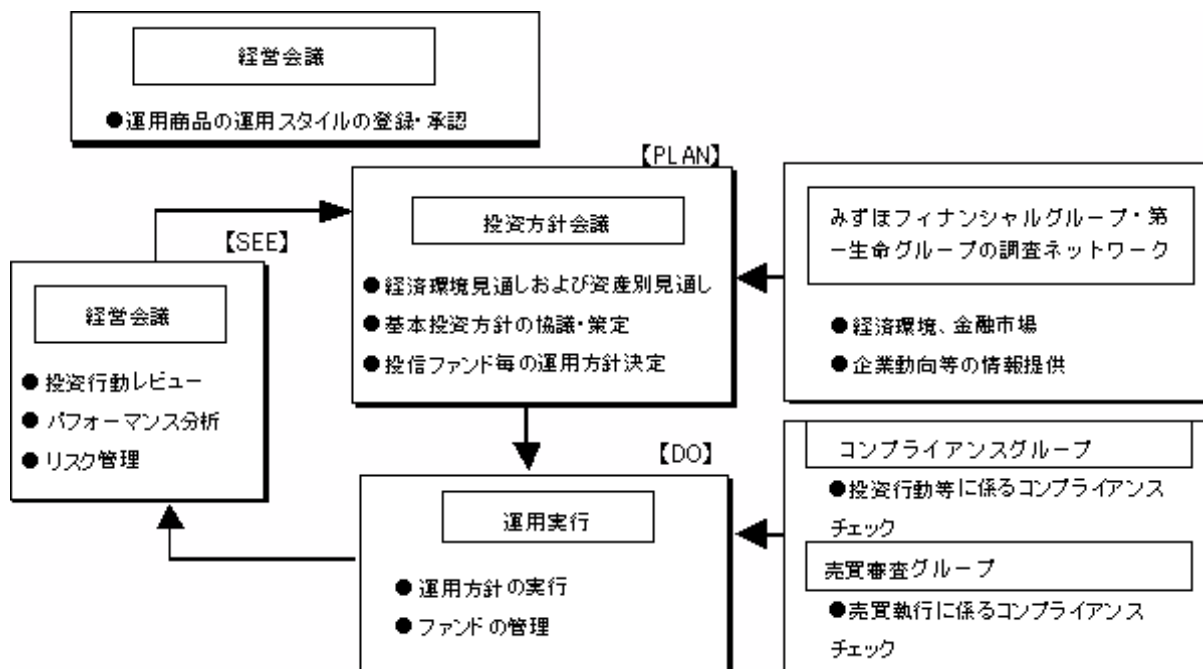 経営会議
●運用商品の運用スタイルの登録・承認
【PLAN】
投資方針会議
●経済環境見通しおよび資産別見通し
●基本投資方針の協議・策定
●投信ファンド毎の運用方針決定
みずほフィナンシャルグループ・第
一生命グループの調査ネットワーク
●経済環境、金融市場
●企業動向等の情報提供
【SEE】
経営会議
●投資行動レビュー
●パフォーマンス分析
●リスク管理
【DO】
運用実行
●運用方針の実行
●ファンドの管理
コンプライアンスグループ
●投資行動等に係るコンプライアンス
チェック
売買審査グループ
●売買執行に係るコンプライアンス
チェック